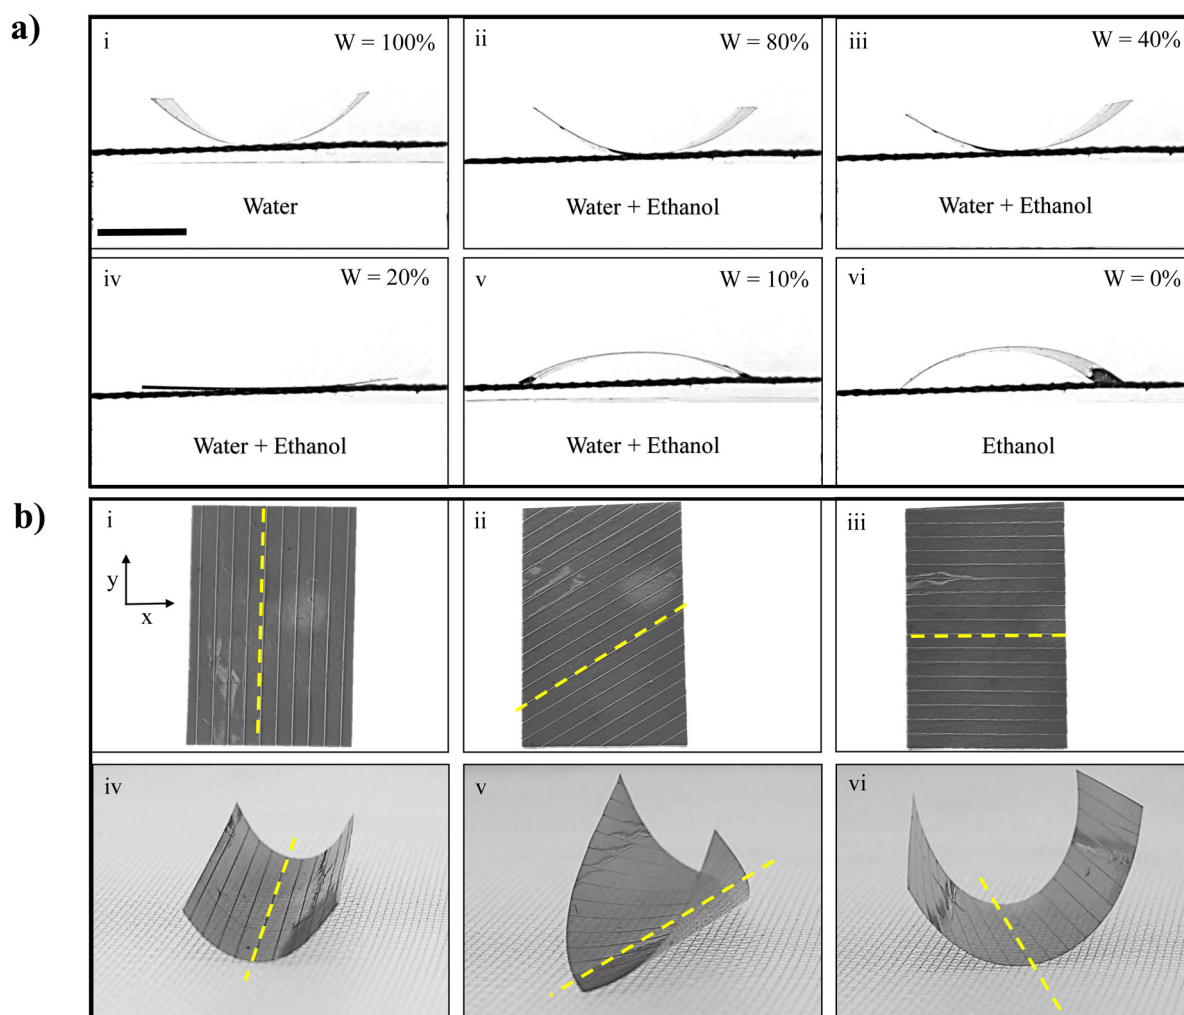 a)
i W = 100%
Water
ii W = 80%
Water + Ethanol
iii W = 40%
Water + Ethanol
iv W = 20%
Water + Ethanol
v W = 10%
Water + Ethanol
vi W = 0%
Ethanol
b)
i
y
x
ii
iii
iv
v
vi